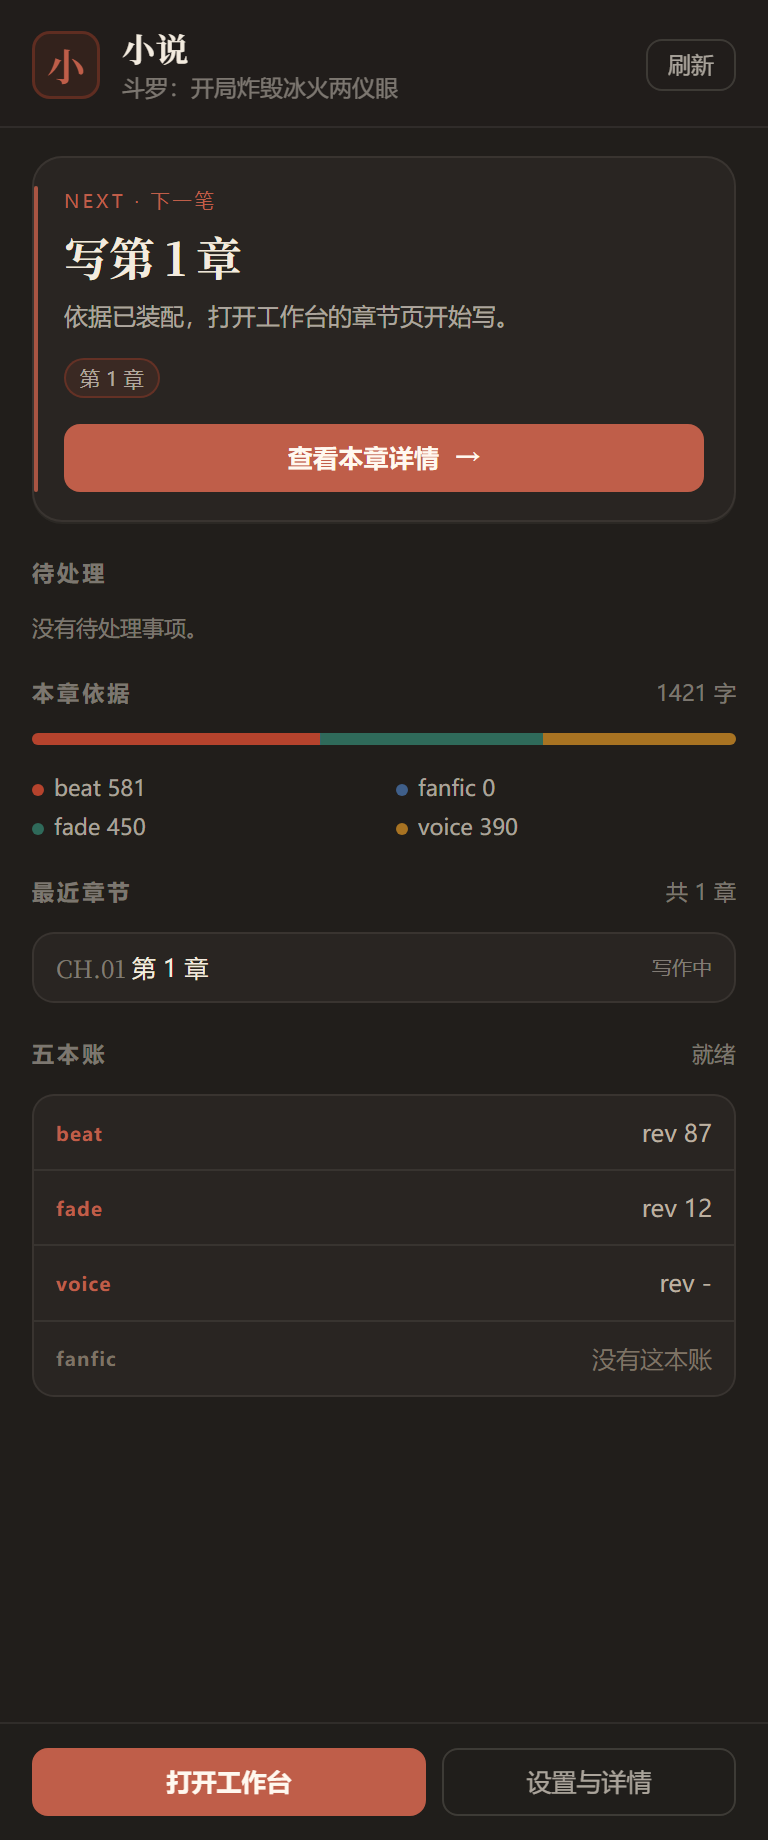 小
小说
斗罗：开局炸毁冰火两仪眼
刷新
NEXT · 下一笔
写第 1 章
依据已装配，打开工作台的章节页开始写。
第 1 章
查看本章详情 →
待处理
没有待处理事项。
本章依据
1421 字
beat 581
fanfic 0
fade 450
voice 390
最近章节
共 1 章
CH.01 第 1 章
写作中
五本账
就绪
beat
rev 87
fade
rev 12
voice
rev -
fanfic
没有这本账
打开工作台
设置与详情